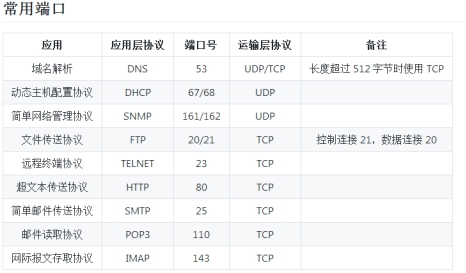 常用端口
应用 应用层协议 端口号 运输层协议 备注
域名解析 DNS 53 UDP/TCP 长度超过 512 字节时使用 TCP
动态主机配置协议 DHCP 67/68 UDP
简单网络管理协议 SNMP 161/162 UDP
文件传送协议 FTP 20/21 TCP 控制连接 21，数据连接 20
远程终端协议 TELNET 23 TCP
超文本传送协议 HTTP 80 TCP
简单邮件传送协议 SMTP 25 TCP
邮件读取协议 POP3 110 TCP
网际报文存取协议 IMAP 143 TCP